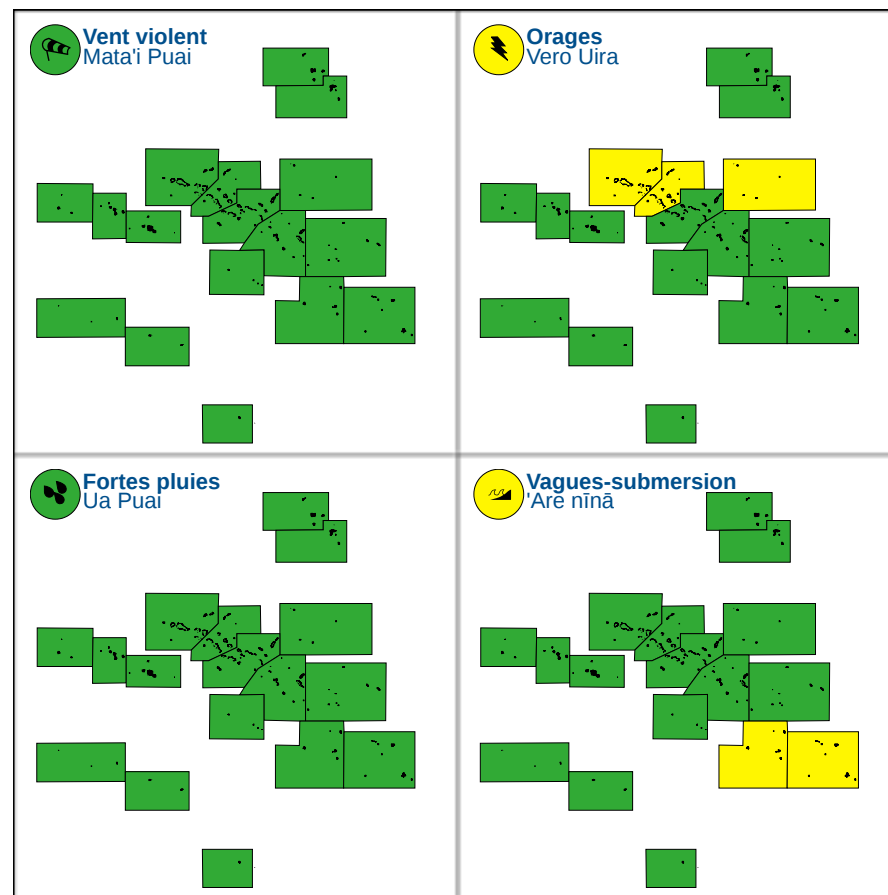 Vent violent
Mata'i Puai
Orages
Vero Uira
Fortes pluies
Ua Puai
Vagues-submersion
'Are nīnā